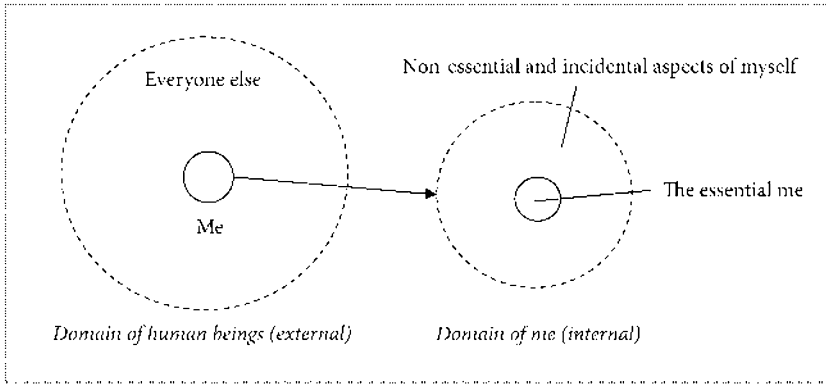 Everyone else
Me
Domain of human beings (external)
Non-essential and incidental aspects of myself
The essential me
Domain of me (internal)